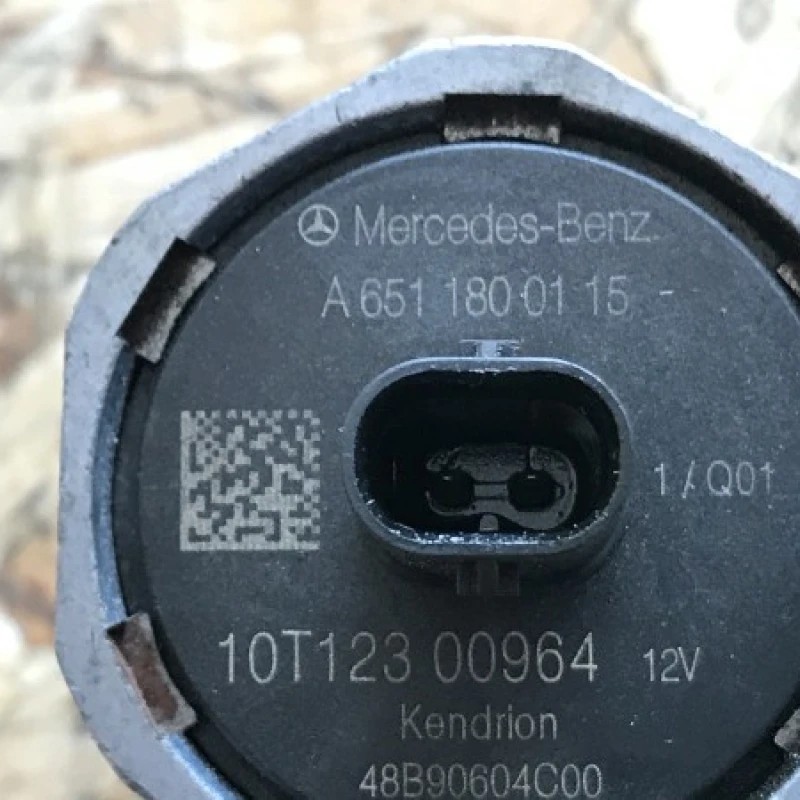 Mercedes-Benz
A 651 180 01 15
1 / Q01
10T123 00964 12V
Kendrion
48B90604C00